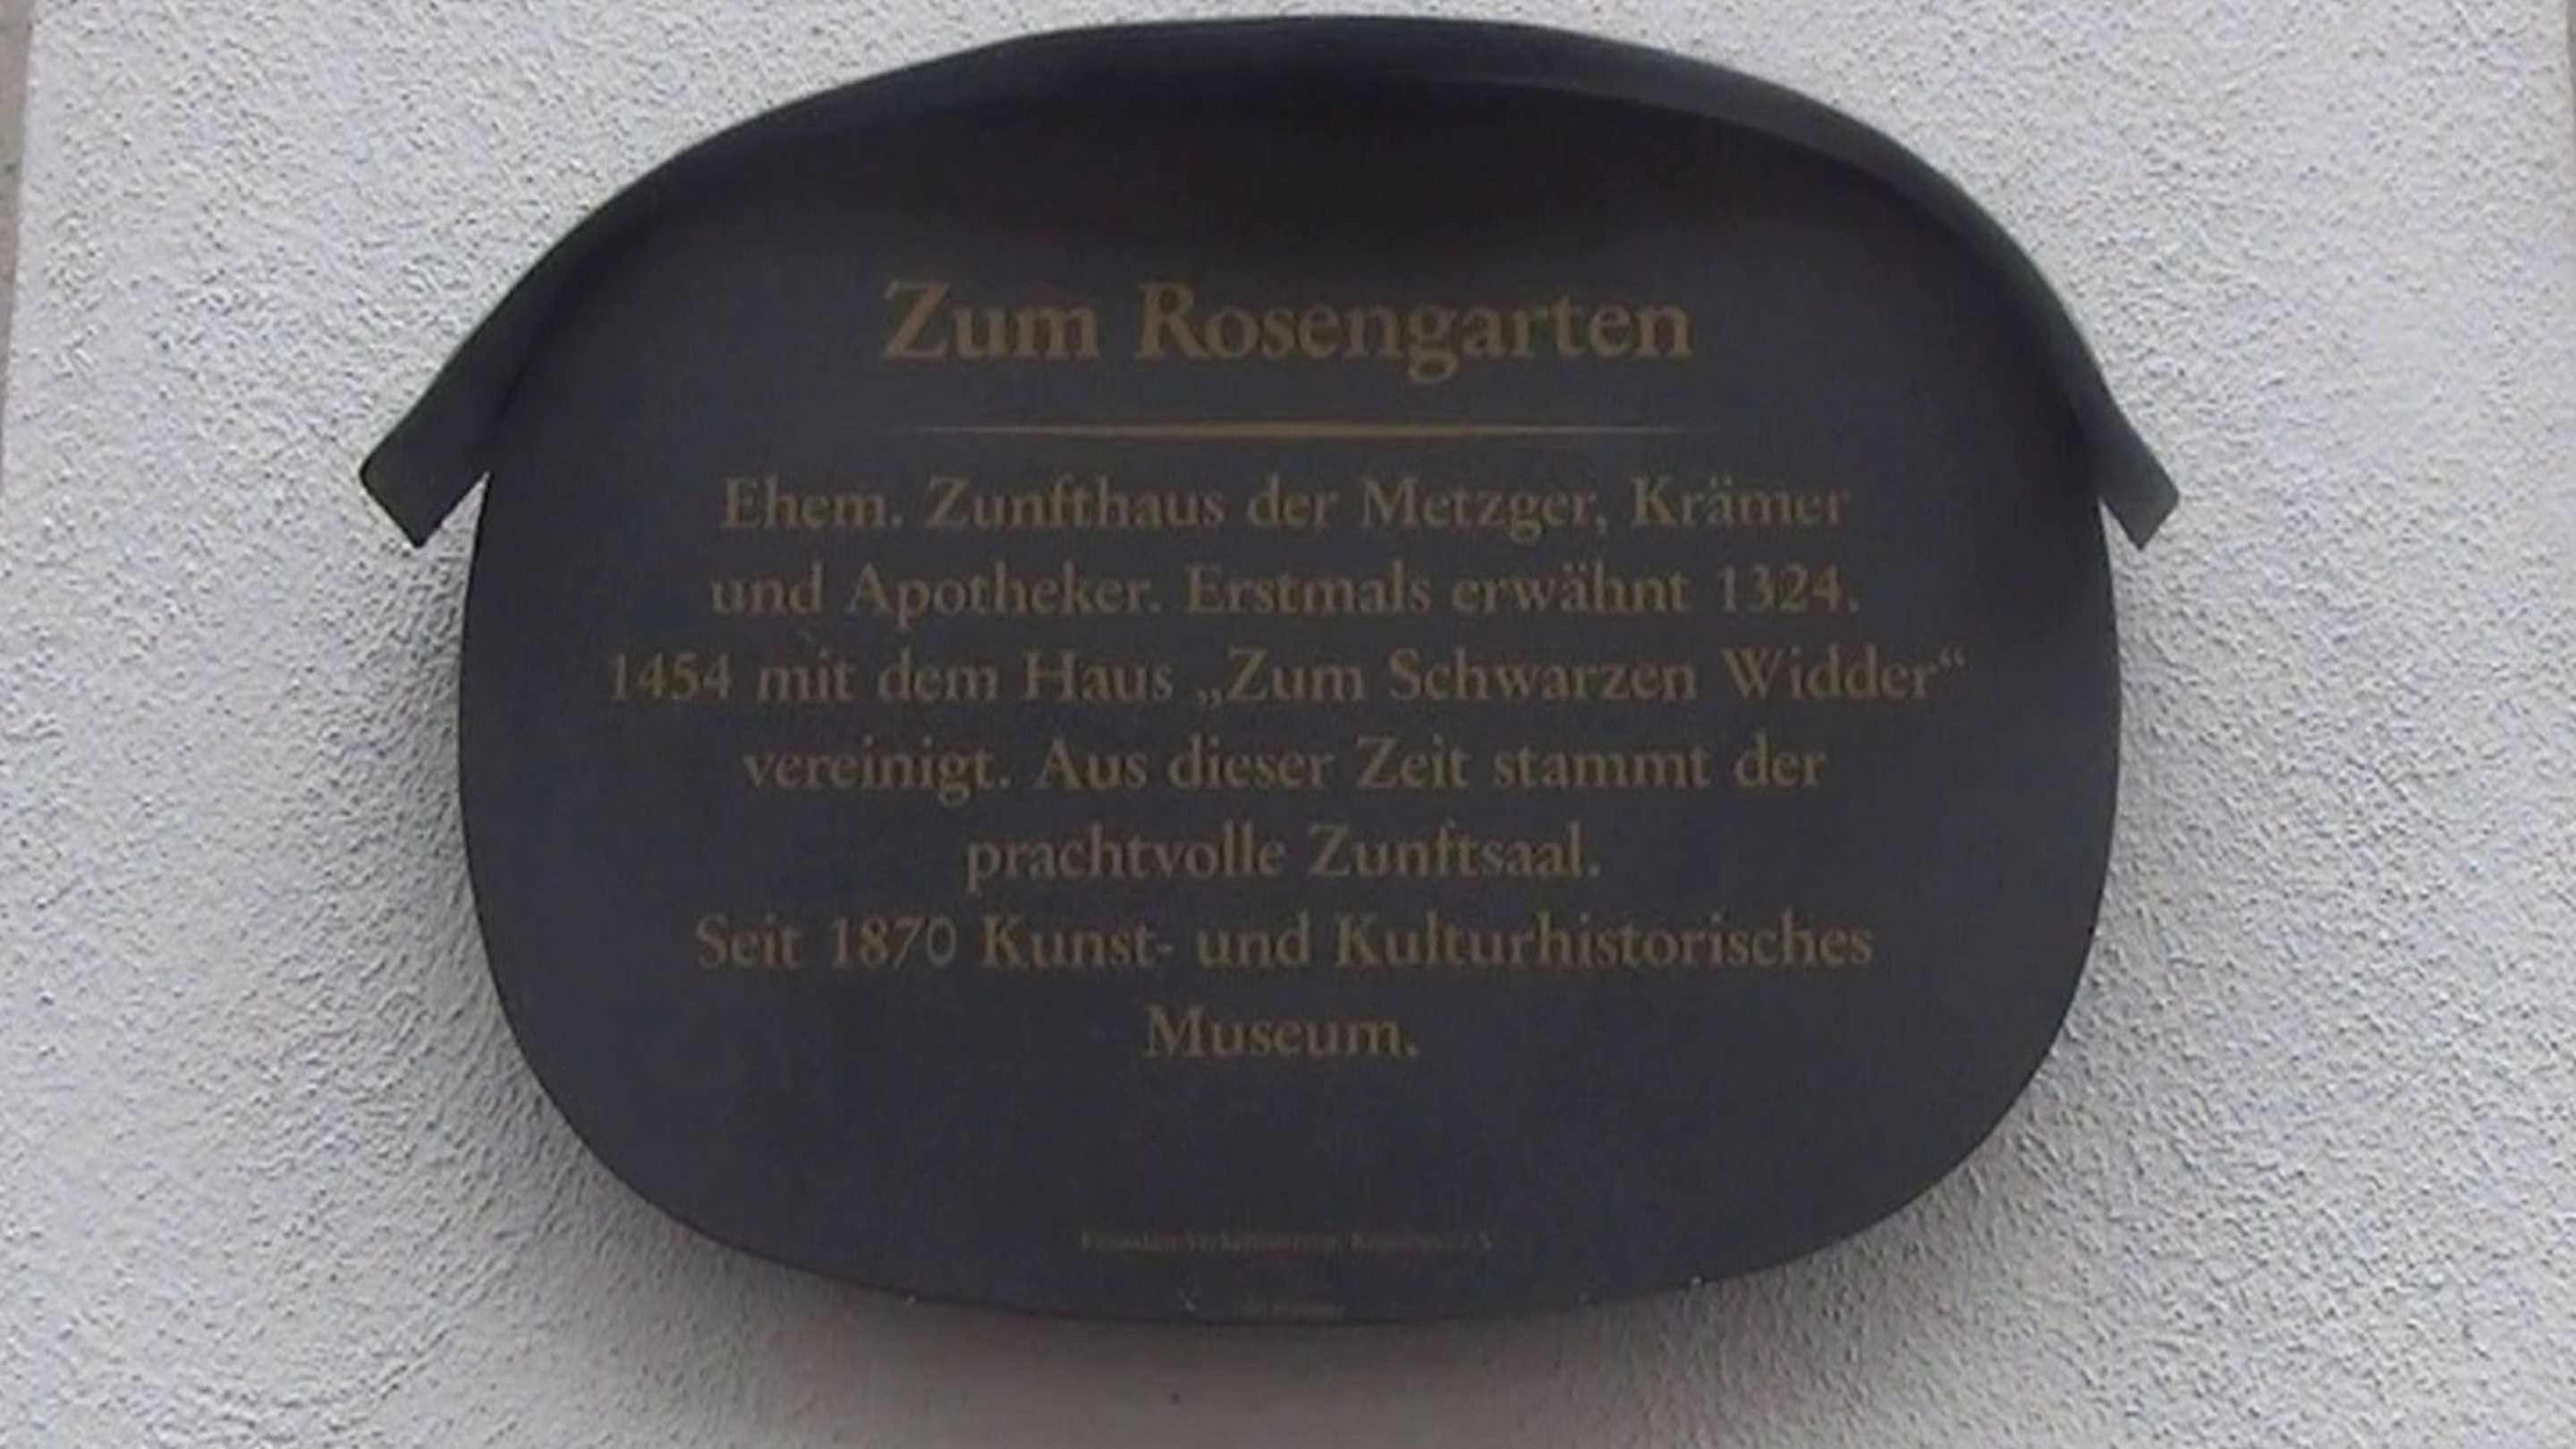 Zum Rosengarten
Ehem. Zunfthaus der Metzger, Krämer
und Apotheker. Erstmals erwähnt 1324.
1454 mit dem Haus „Zum Schwarzen Widder“
vereinigt. Aus dieser Zeit stammt der
prachtvolle Zunftsaal.
Seit 1870 Kunst- und Kulturhistorisches
Museum.